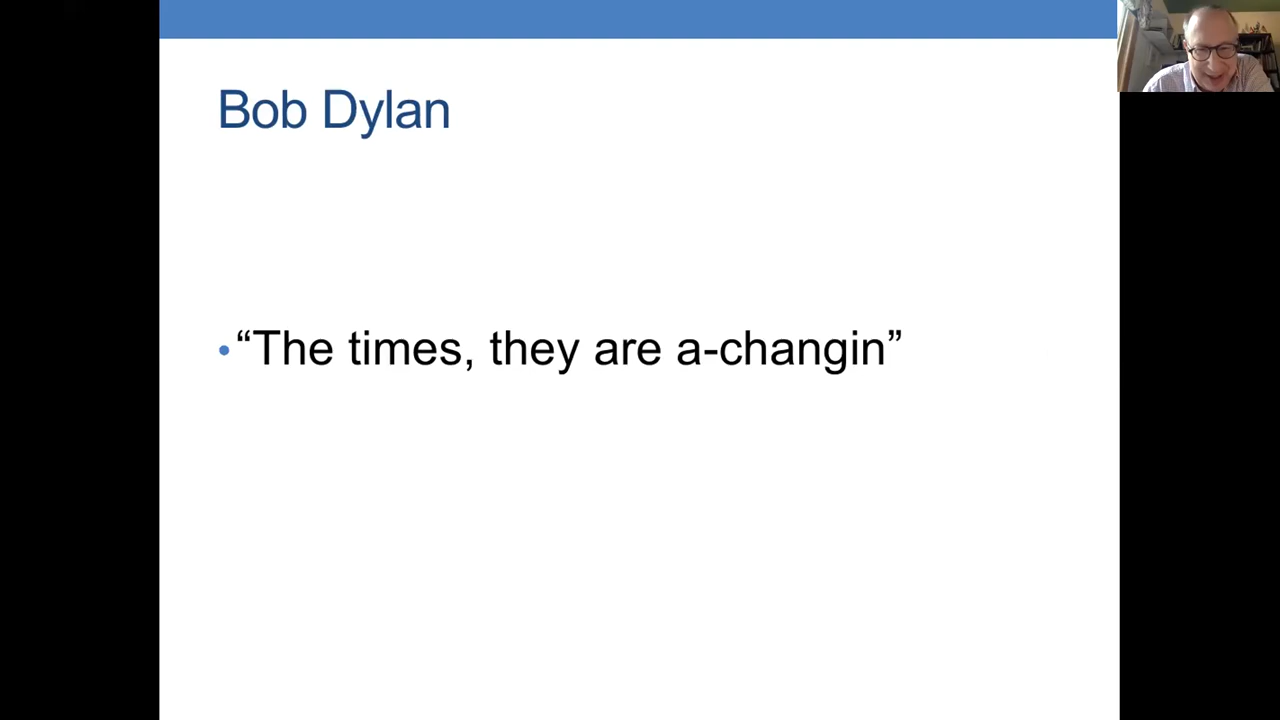 Bob Dylan
• “The times, they are a-changin”